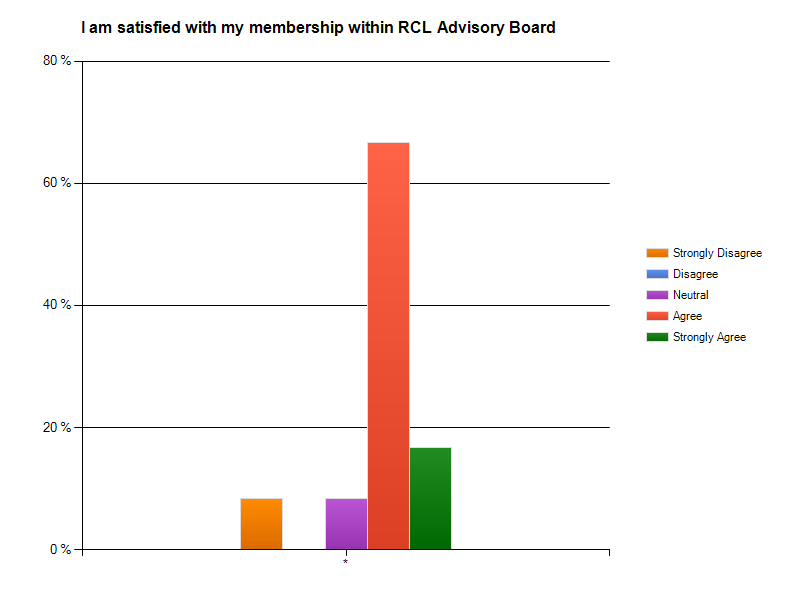 I am satisfied with my membership within RCL Advisory Board
80 %
60 %
40 %
20 %
0 %
*
Strongly Disagree
Disagree
Neutral
Agree
Strongly Agree